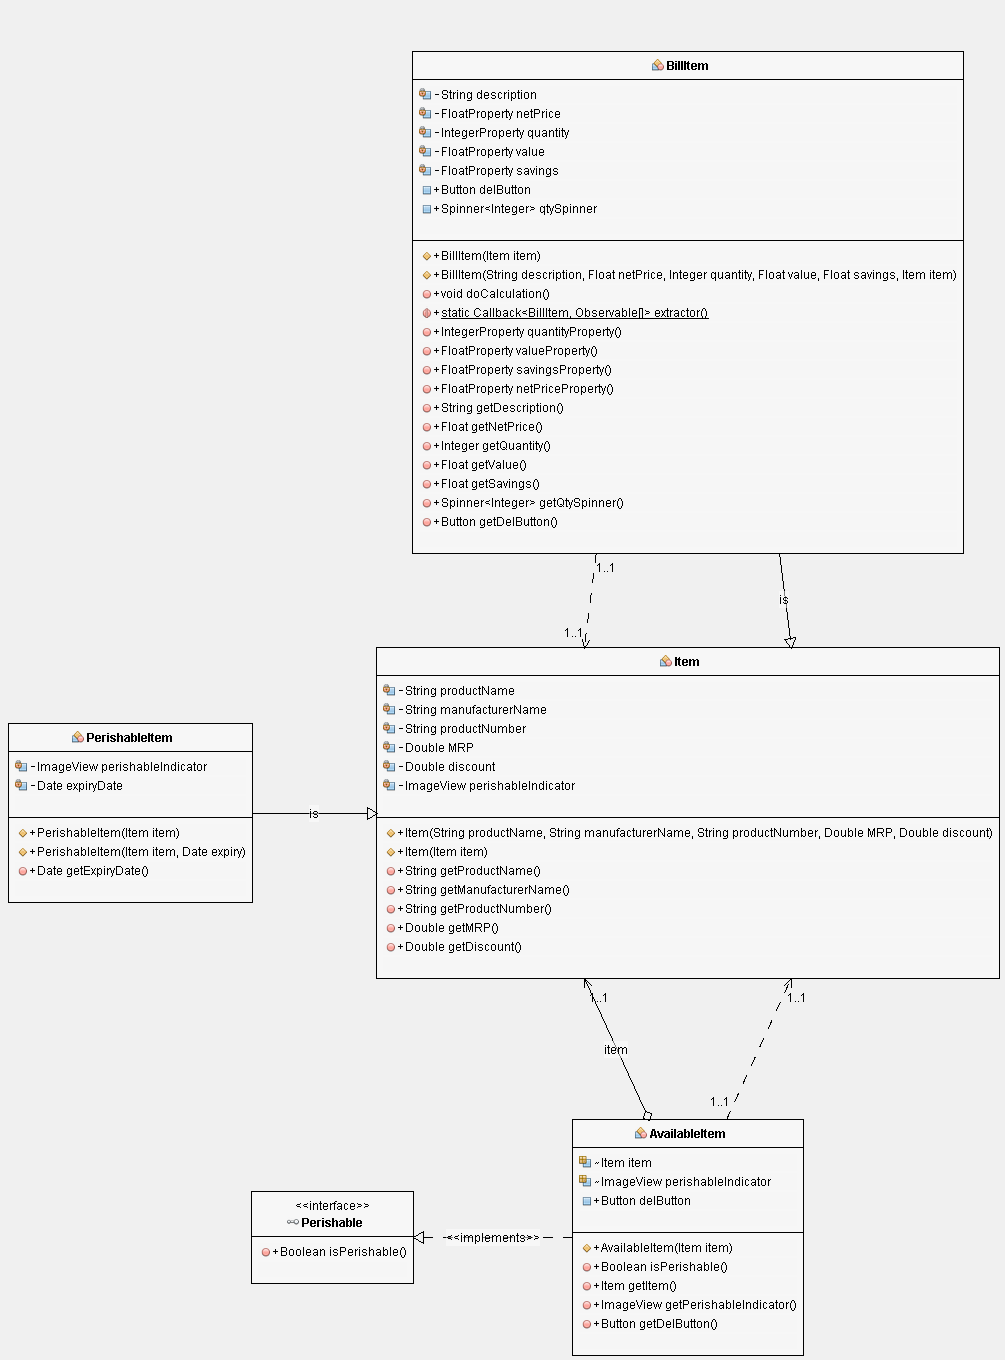 BillItem
-String description
-FloatProperty netPrice
-IntegerProperty quantity
-FloatProperty value
-FloatProperty savings
+Button delButton
+Spinner<Integer> qtySpinner
+BillItem(Item item)
+BillItem(String description, Float netPrice, Integer quantity, Float value, Float savings, Item item)
+void doCalculation()
+static Callback<BillItem, Observable[]> extractor()
+IntegerProperty quantityProperty()
+FloatProperty valueProperty()
+FloatProperty savingsProperty()
+FloatProperty netPriceProperty()
+String getDescription()
+Float getNetPrice()
+Integer getQuantity()
+Float getValue()
+Float getSavings()
+Spinner<Integer> getQtySpinner()
+Button getDelButton()
1..1
is
1..1
Item
-String productName
-String manufacturerName
-String productNumber
-Double MRP
-Double discount
-ImageView perishableIndicator
+Item(String productName, String manufacturerName, String productNumber, Double MRP, Double discount)
+Item(Item item)
+String getProductName()
+String getManufacturerName()
+String getProductNumber()
+Double getMRP()
+Double getDiscount()
PerishableItem
-ImageView perishableIndicator
-Date expiryDate
+PerishableItem(Item item)
+PerishableItem(Item item, Date expiry)
+Date getExpiryDate()
is
1..1
1..1
item
1..1
AvailableItem
~Item item
~ImageView perishableIndicator
+Button delButton
+AvailableItem(Item item)
+Boolean isPerishable()
+Item getItem()
+ImageView getPerishableIndicator()
+Button getDelButton()
<<interface>>
Perishable
+Boolean isPerishable()
<<implements>>